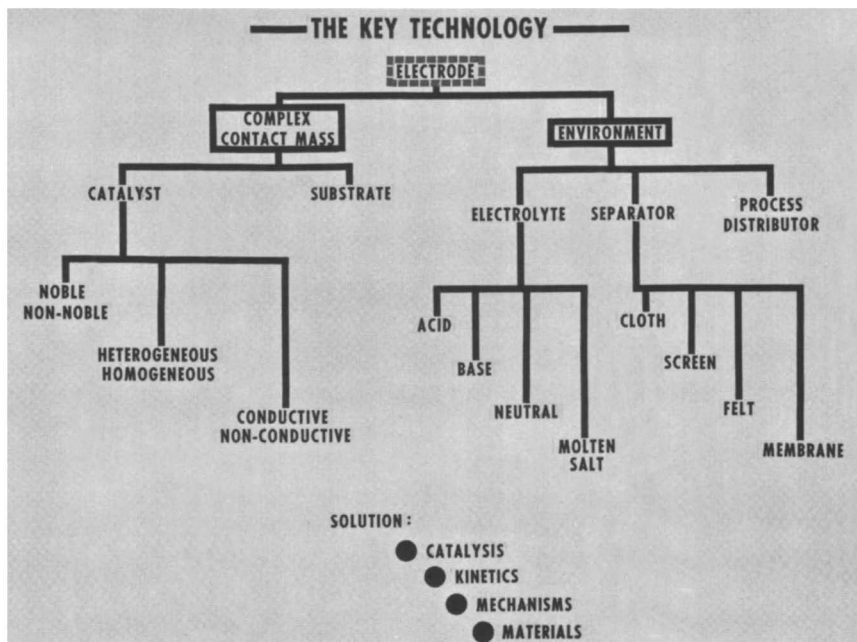 THE KEY TECHNOLOGY
ELECTRODE
COMPLEX
CONTACT MASS
ENVIRONMENT
CATALYST
SUBSTRATE
ELECTROLYTE
SEPARATOR
PROCESS
DISTRIBUTOR
NOBLE
NON-NOBLE
HETEROGENEOUS
HOMOGENEOUS
CONDUCTIVE
NON-CONDUCTIVE
ACID
BASE
NEUTRAL
MOLTEN
SALT
CLOTH
SCREEN
FELT
MEMBRANE
SOLUTION:
CATALYSIS
KINETICS
MECHANISMS
MATERIALS